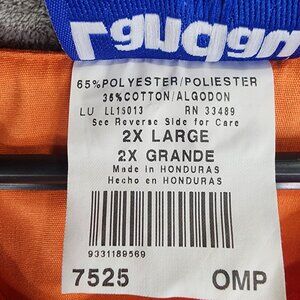 Landau
65%POLYESTER/POLIESTER
35%COTTON/ALGODON
LU LL15013 RN 33489
See Reverse Side for Care
2X LARGE
2X GRANDE
Made in HONDURAS
Hecho en HONDURAS
9331189569
7525 OMP